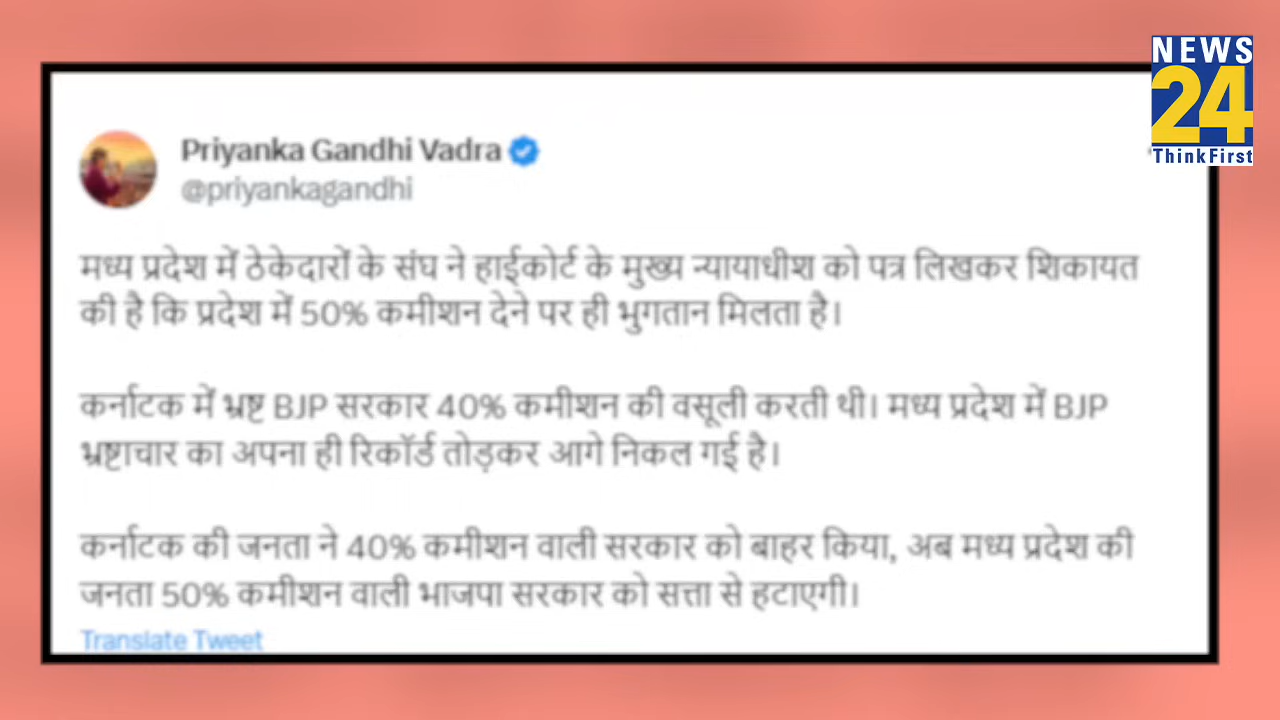 NEWS
24
ThinkFirst
Priyanka Gandhi Vadra
@priyankagandhi
मध्य प्रदेश में ठेकेदारों के संघ ने हाईकोर्ट के मुख्य न्यायाधीश को पत्र लिखकर शिकायत
की है कि प्रदेश में 50% कमीशन देने पर ही भुगतान मिलता है।
कर्नाटक में भ्रष्ट BJP सरकार 40% कमीशन की वसूली करती थी। मध्य प्रदेश में BJP
भ्रष्टाचार का अपना ही रिकॉर्ड तोड़कर आगे निकल गई है।
कर्नाटक की जनता ने 40% कमीशन वाली सरकार को बाहर किया, अब मध्य प्रदेश की
जनता 50% कमीशन वाली भाजपा सरकार को सत्ता से हटाएगी।
Translate Tweet